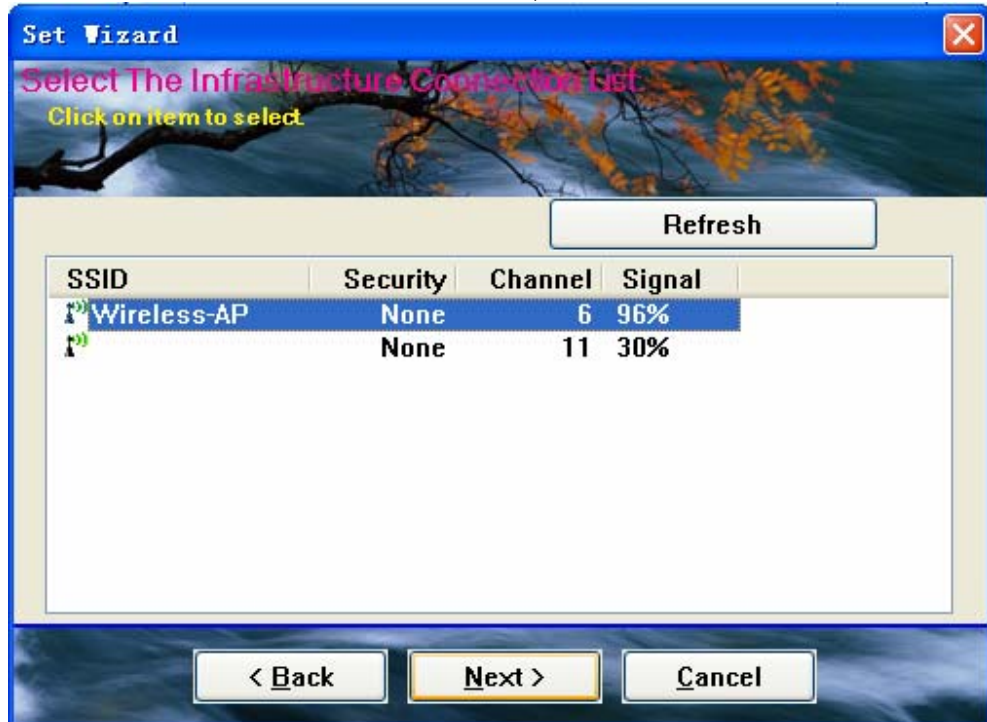 Set Wizard
Select The Infrastructure Connection List
Click on item to select
Refresh
SSID Security Channel Signal
Wireless-AP None 6 96%
None 11 30%
< Back Next > Cancel